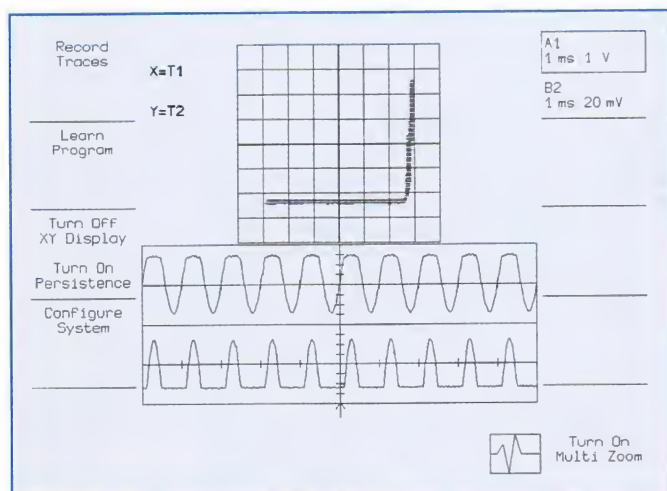 Record
Traces
X=T1
Y=T2
Learn
Program
Turn Off
XY Display
Turn On
Persistence
Configure
System
A1
1 ms 1 V
B2
1 ms 20 mV
Turn On
Multi Zoom